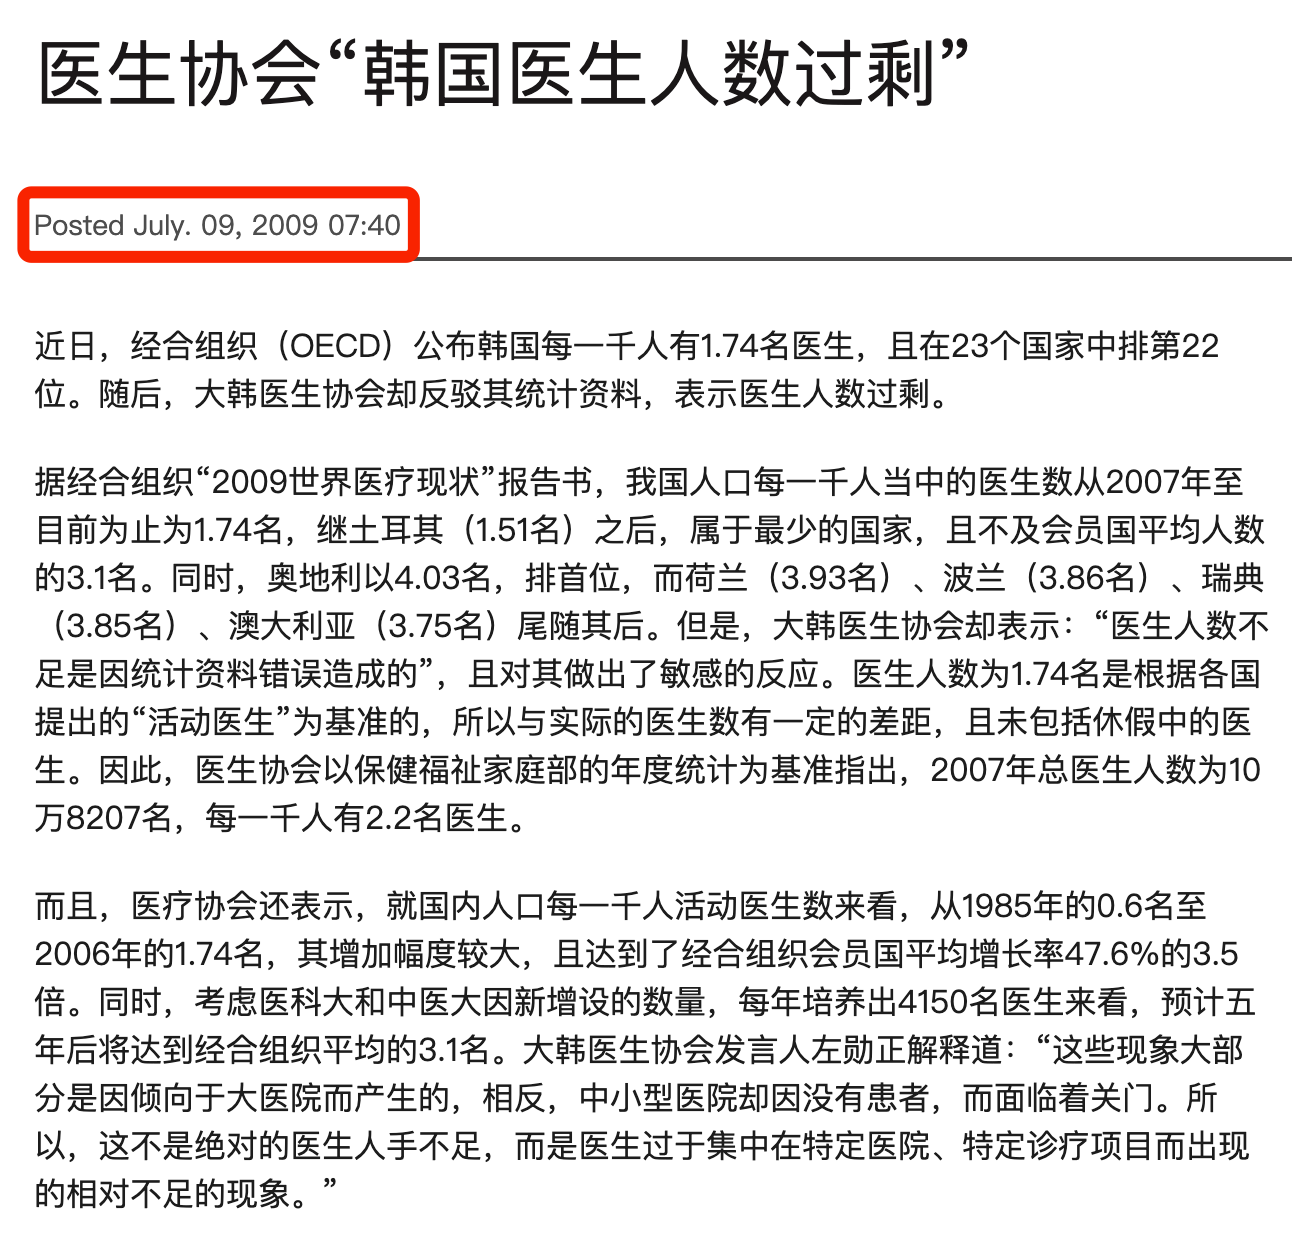 医生协会“韩国医生人数过剩”
Posted July. 09, 2009 07:40
近日，经合组织（OECD）公布韩国每一千人有1.74名医生，且在23个国家中排第22
位。随后，大韩医生协会却反驳其统计资料，表示医生人数过剩。
据经合组织“2009世界医疗现状”报告书，我国人口每一千人当中的医生数从2007年至
目前为止为1.74名，继土耳其（1.51名）之后，属于最少的国家，且不及会员国平均人数
的3.1名。同时，奥地利以4.03名，排首位，而荷兰（3.93名）、波兰（3.86名）、瑞典
（3.85名）、澳大利亚（3.75名）尾随其后。但是，大韩医生协会却表示：“医生人数不
足是因统计资料错误造成的”，且对其做出了敏感的反应。医生人数为1.74名是根据各国
提出的“活动医生”为基准的，所以与实际的医生数有一定的差距，且未包括休假中的医
生。因此，医生协会以保健福祉家庭部的年度统计为基准指出，2007年总医生人数为10
万8207名，每一千人有2.2名医生。
而且，医疗协会还表示，就国内人口每一千人活动医生数来看，从1985年的0.6名至
2006年的1.74名，其增加幅度较大，且达到了经合组织会员国平均增长率47.6%的3.5
倍。同时，考虑医科大和中医大因新增设的数量，每年培养出4150名医生来看，预计五
年后将达到经合组织平均的3.1名。大韩医生协会发言人左勋正解释道：“这些现象大部
分是因倾向于大医院而产生的，相反，中小型医院却因没有患者，而面临着关门。所
以，这不是绝对的医生人手不足，而是医生过于集中在特定医院、特定诊疗项目而出现
的相对不足的现象。”